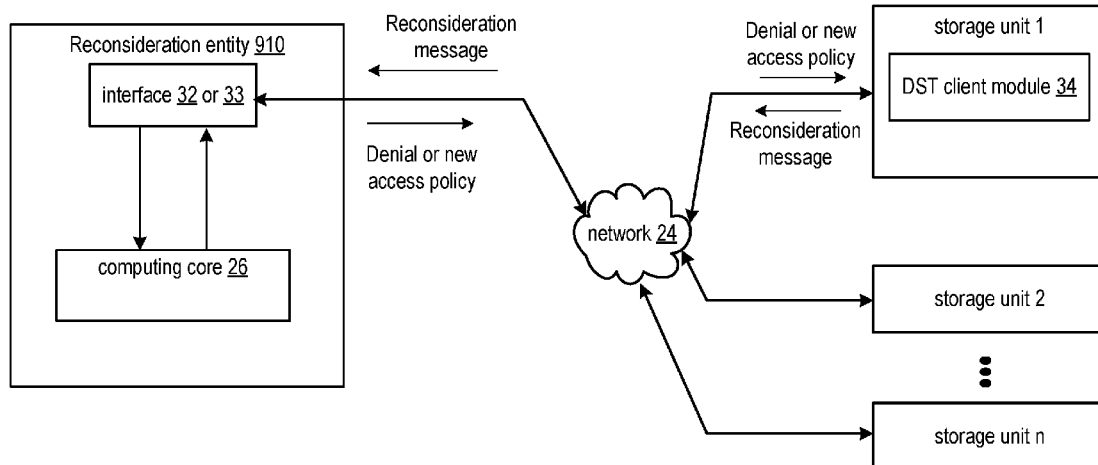 Reconsideration entity 910
interface 32 or 33
computing core 26
Reconsideration
message
Denial or new
access policy
network 24
Denial or new
access policy
Reconsideration
message
storage unit 1
DST client module 34
storage unit 2
storage unit n